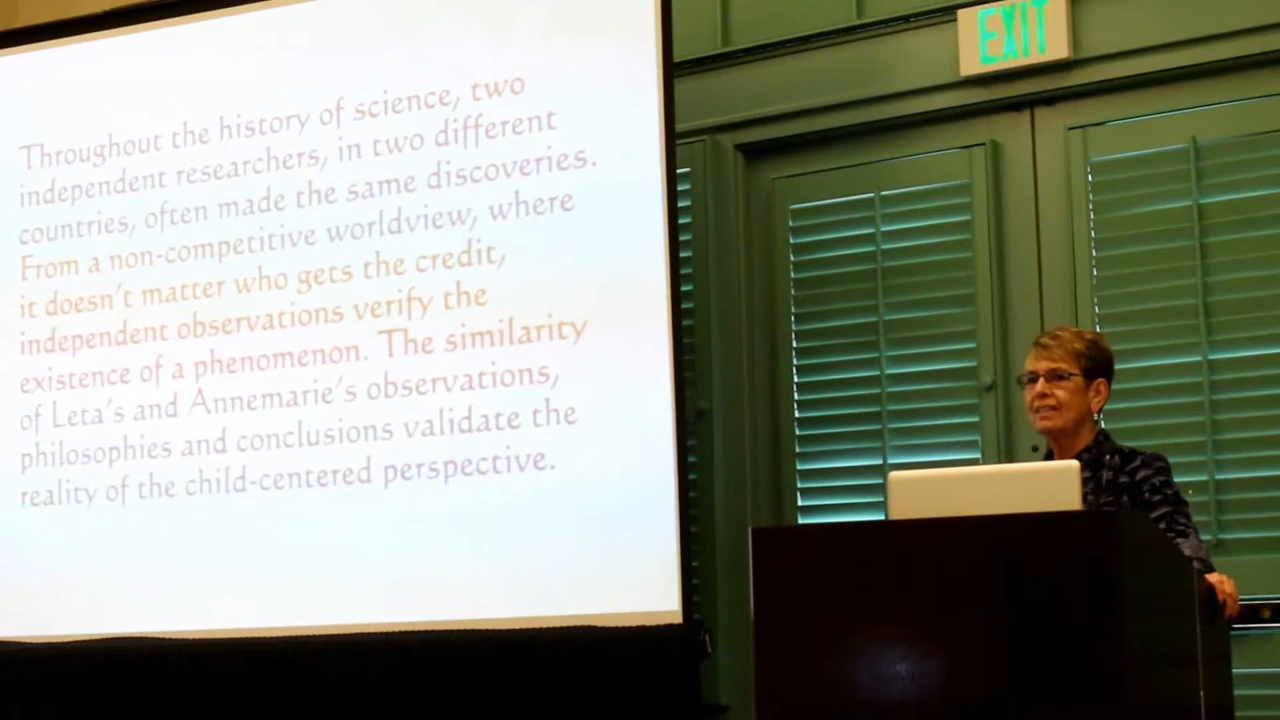 Throughout the history of science, two
independent researchers, in two different
countries, often made the same discoveries.
From a non-competitive worldview, where
it doesn't matter who gets the credit,
independent observations verify the
existence of a phenomenon. The similarity
of Leta's and Annemarie's observations,
philosophies and conclusions validate the
reality of the child-centered perspective.
EXIT